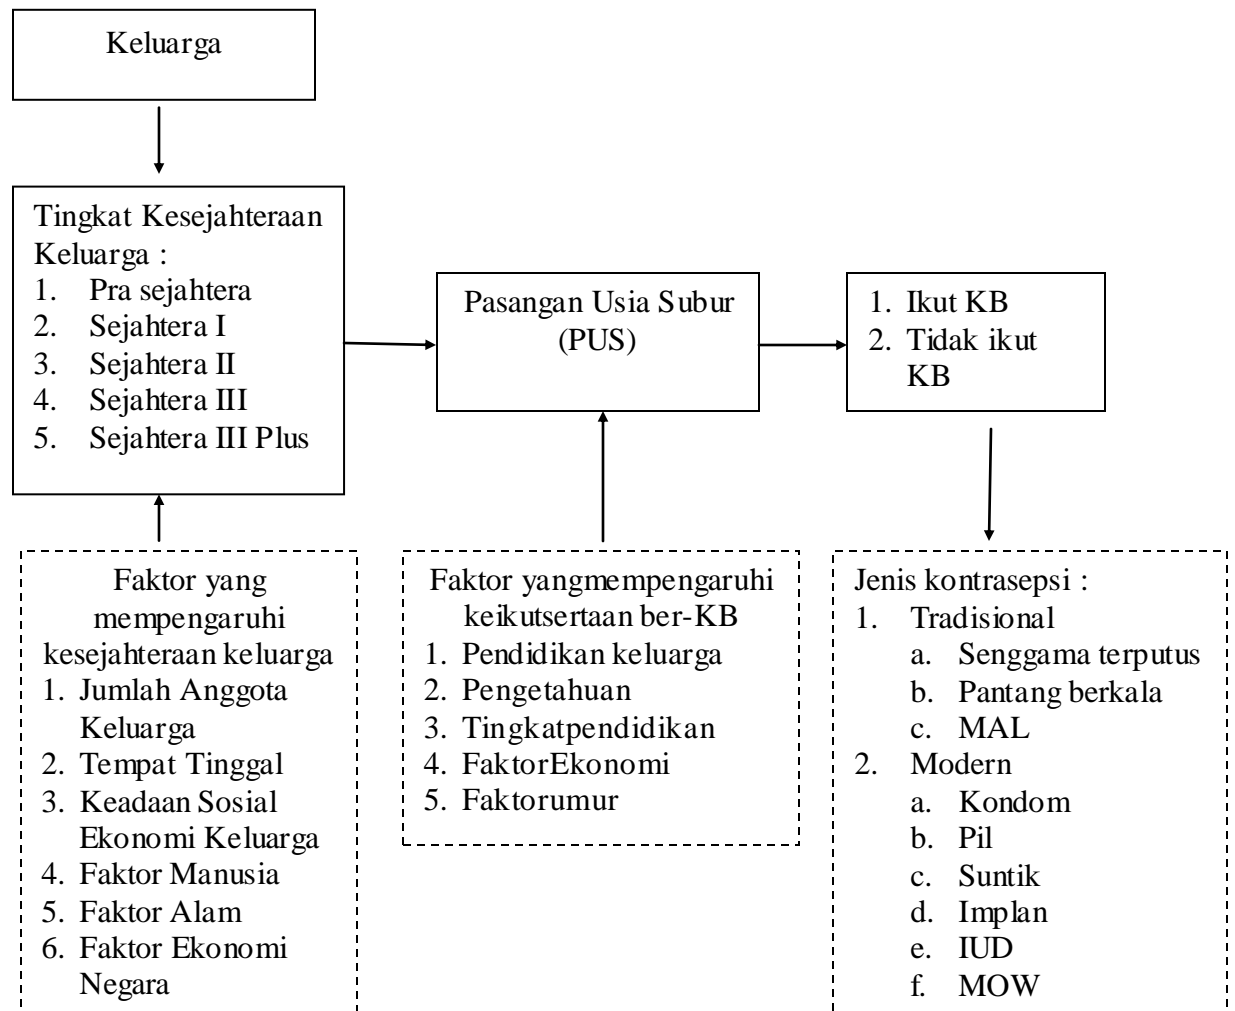 Keluarga
Tingkat Kesejahteraan
Keluarga :
1. Pra sejahtera
2. Sejahtera I
3. Sejahtera II
4. Sejahtera III
5. Sejahtera III Plus
Pasangan Usia Subur
(PUS)
1. Ikut KB
2. Tidak ikut
KB
Faktor yang
mempengaruhi
kesejahteraan keluarga
1. Jumlah Anggota
Keluarga
2. Tempat Tinggal
3. Keadaan Sosial
Ekonomi Keluarga
4. Faktor Manusia
5. Faktor Alam
6. Faktor Ekonomi
Negara
Faktor yangmempengaruhi
keikutsertaan ber-KB
1. Pendidikan keluarga
2. Pengetahuan
3. Tingkatpendidikan
4. FaktorEkonomi
5. Faktorumur
Jenis kontrasepsi :
1. Tradisional
a. Senggama terputus
b. Pantang berkala
c. MAL
2. Modern
a. Kondom
b. Pil
c. Suntik
d. Implan
e. IUD
f. MOW